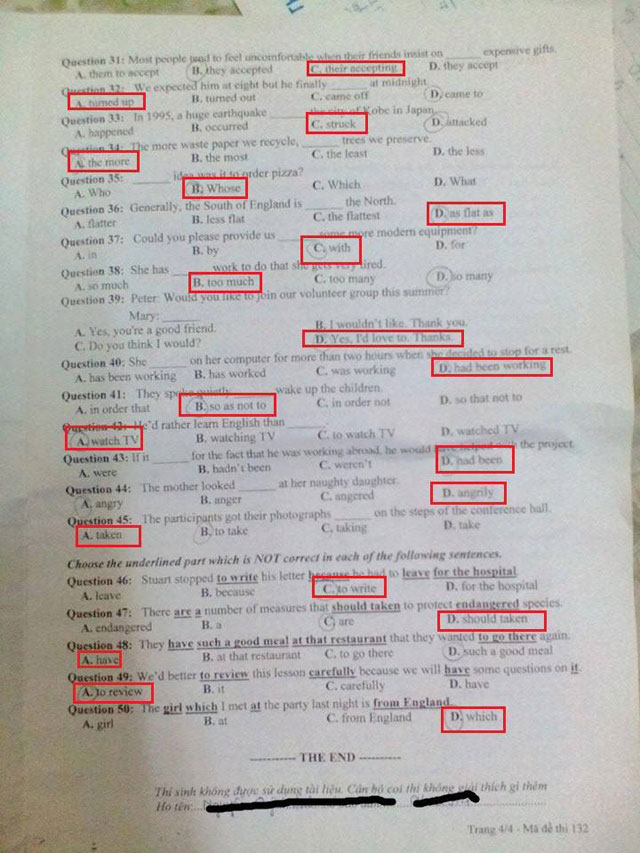 Question 31: Most people tend to feel uncomfortable when their friends insist on ______ expensive gifts.
A. them to accept B. they accepted C. their accepting D. they accept
Question 32: We expected him at eight but he finally ______ at midnight.
A. turned up B. turned out C. came off D. came to
Question 33: In 1995, a huge earthquake ______ the city of Kobe in Japan.
A. happened B. occurred C. struck D. attacked
Question 34: The more waste paper we recycle, ______ trees we preserve.
A. the more B. the most C. the least D. the less
Question 35: ______ idea was it to order pizza?
A. Who B. Whose C. Which D. What
Question 36: Generally, the South of England is ______ the North.
A. flatter B. less flat C. the flattest D. as flat as
Question 37: Could you please provide us ______ some more modern equipment?
A. in B. by C. with D. for
Question 38: She has ______ work to do that she gets very tired.
A. so much B. too much C. too many D. so many
Question 39: Peter: Would you like to join our volunteer group this summer?
Mary: ______
A. Yes, you're a good friend. B. I wouldn't like. Thank you.
C. Do you think I would? D. Yes, I'd love to. Thanks.
Question 40: She ______ on her computer for more than two hours when she decided to stop for a rest.
A. has been working B. has worked C. was working D. had been working
Question 41: They spoke quietly ______ wake up the children.
A. in order that B. so as not to C. in order not D. so that not to
Question 42: He'd rather learn English than ______
A. watch TV B. watching TV C. to watch TV D. watched TV
Question 43: If it ______ for the fact that he was working abroad, he would have helped with the project.
A. were B. hadn't been C. weren't D. had been
Question 44: The mother looked ______ at her naughty daughter.
A. angry B. anger C. angered D. angrily
Question 45: The participants got their photographs ______ on the steps of the conference hall.
A. taken B. to take C. taking D. take
Choose the underlined part which is NOT correct in each of the following sentences.
Question 46: Stuart stopped to write his letter because he had to leave for the hospital.
A. leave B. because C. to write D. for the hospital
Question 47: There are a number of measures that should taken to protect endangered species.
A. endangered B. a C. are D. should taken
Question 48: They have such a good meal at that restaurant that they wanted to go there again.
A. have B. at that restaurant C. to go there D. such a good meal
Question 49: We'd better to review this lesson carefully because we will have some questions on it.
A. to review B. it C. carefully D. have
Question 50: The girl which I met at the party last night is from England.
A. girl B. at C. from England D. which
---------- THE END ----------
Thí sinh không được sử dụng tài liệu. Cán bộ coi thi không giải thích gì thêm
Họ tên:
Trang 4/4 - Mã đề thi 132